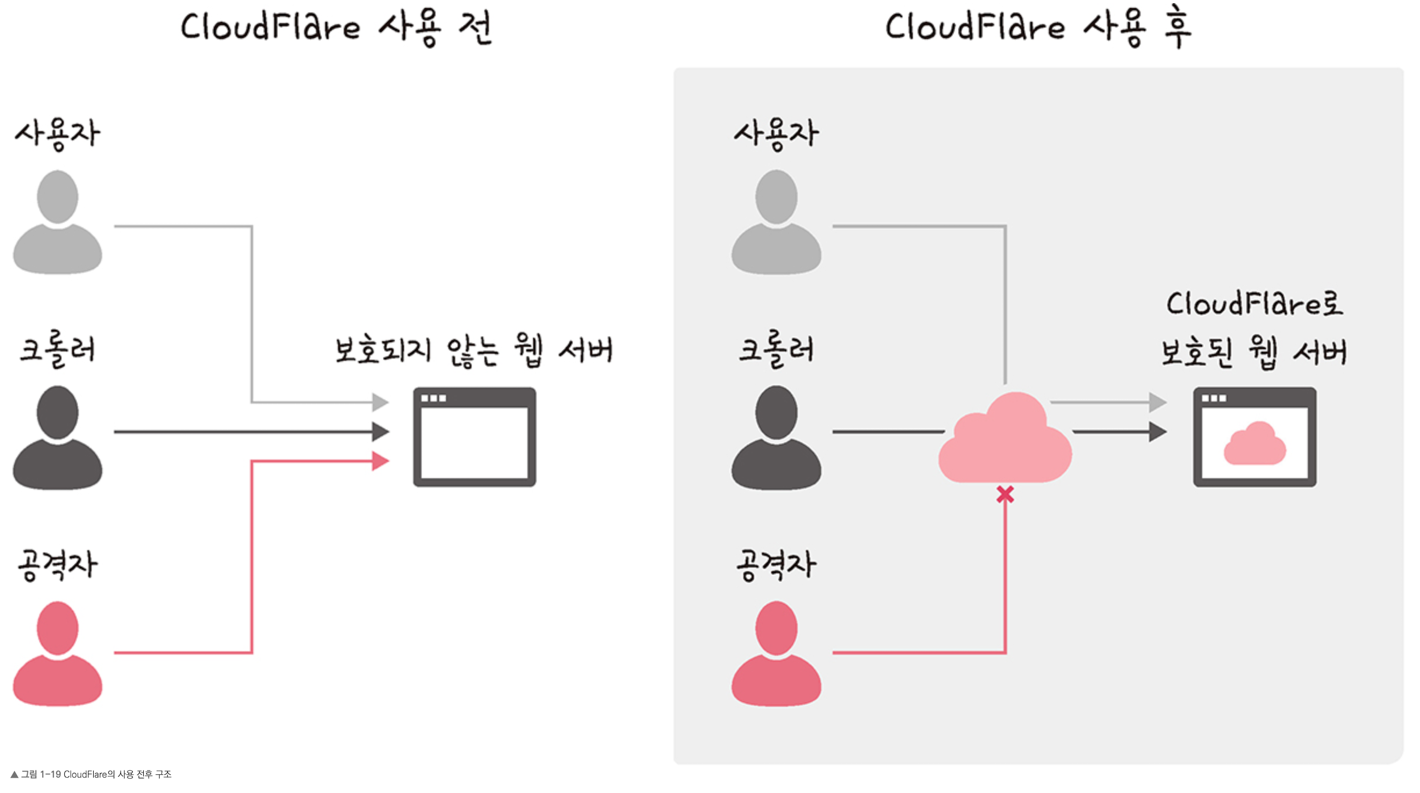 CloudFlare 사용 전
사용자
크롤러
보호되지 않는 웹 서버
공격자
CloudFlare 사용 후
사용자
크롤러
CloudFlare로
보호된 웹 서버
공격자
▲ 그림 1-19 CloudFlare의 사용 전후 구조